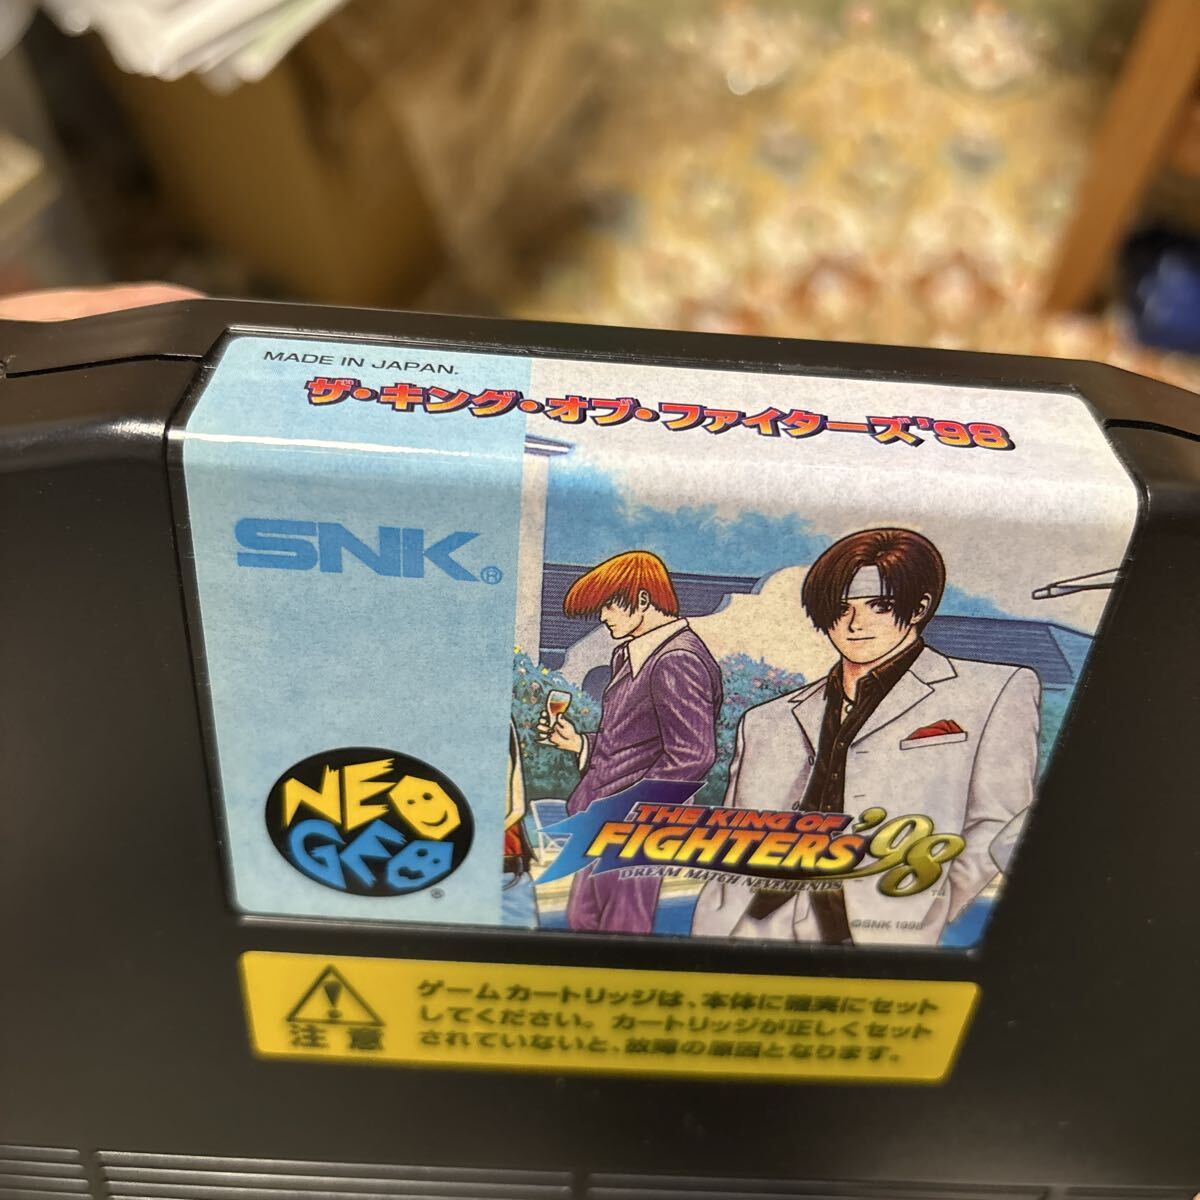 MADE IN JAPAN.
ザ・キング・オブ・ファイターズ'98
SNK®
NEO
GEO®
THE KING OF
FIGHTERS '98™
DREAM MATCH NEVER ENDS
©SNK 1998
注意
ゲームカートリッジは、本体に確実にセット
してください。カートリッジが正しくセット
されていないと、故障の原因となります。